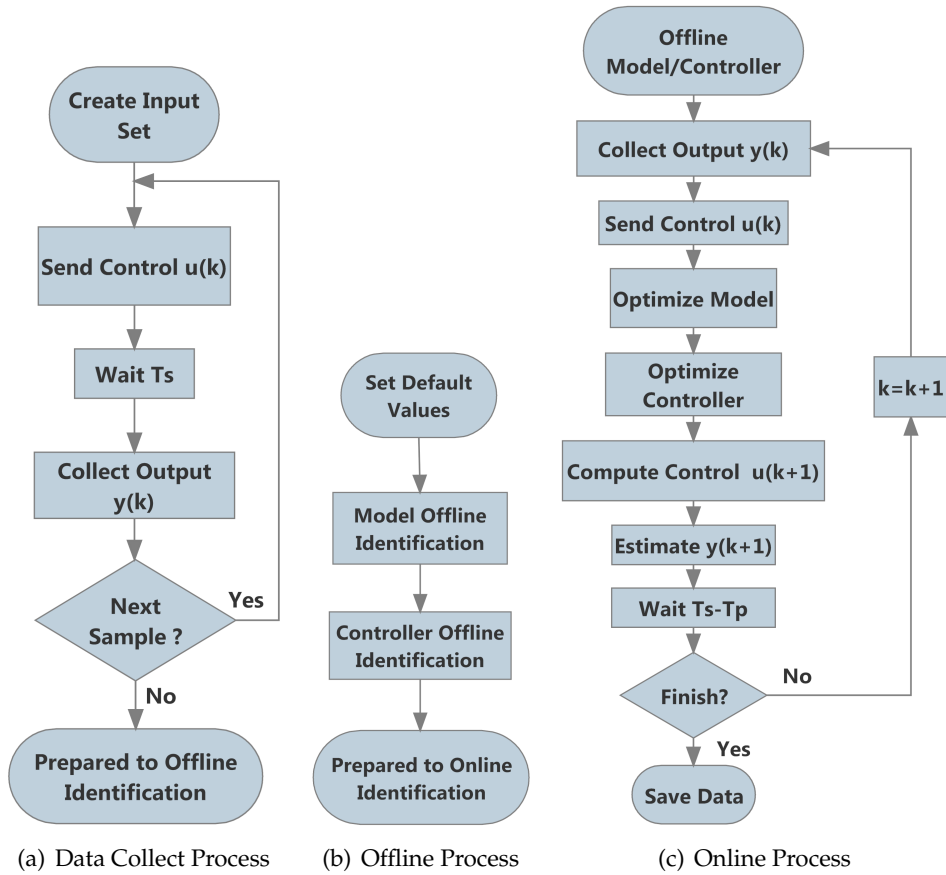 Create Input
Set
Send Control u(k)
Wait Ts
Collect Output
y(k)
Next
Sample ?
Yes
No
Prepared to Offline
Identification
(a) Data Collect Process
Set Default
Values
Model Offline
Identification
Controller Offline
Identification
Prepared to Online
Identification
(b) Offline Process
Offline
Model/Controller
Collect Output y(k)
Send Control u(k)
Optimize Model
Optimize
Controller
k=k+1
Compute Control u(k+1)
Estimate y(k+1)
Wait Ts-Tp
Finish?
No
Yes
Save Data
(c) Online Process